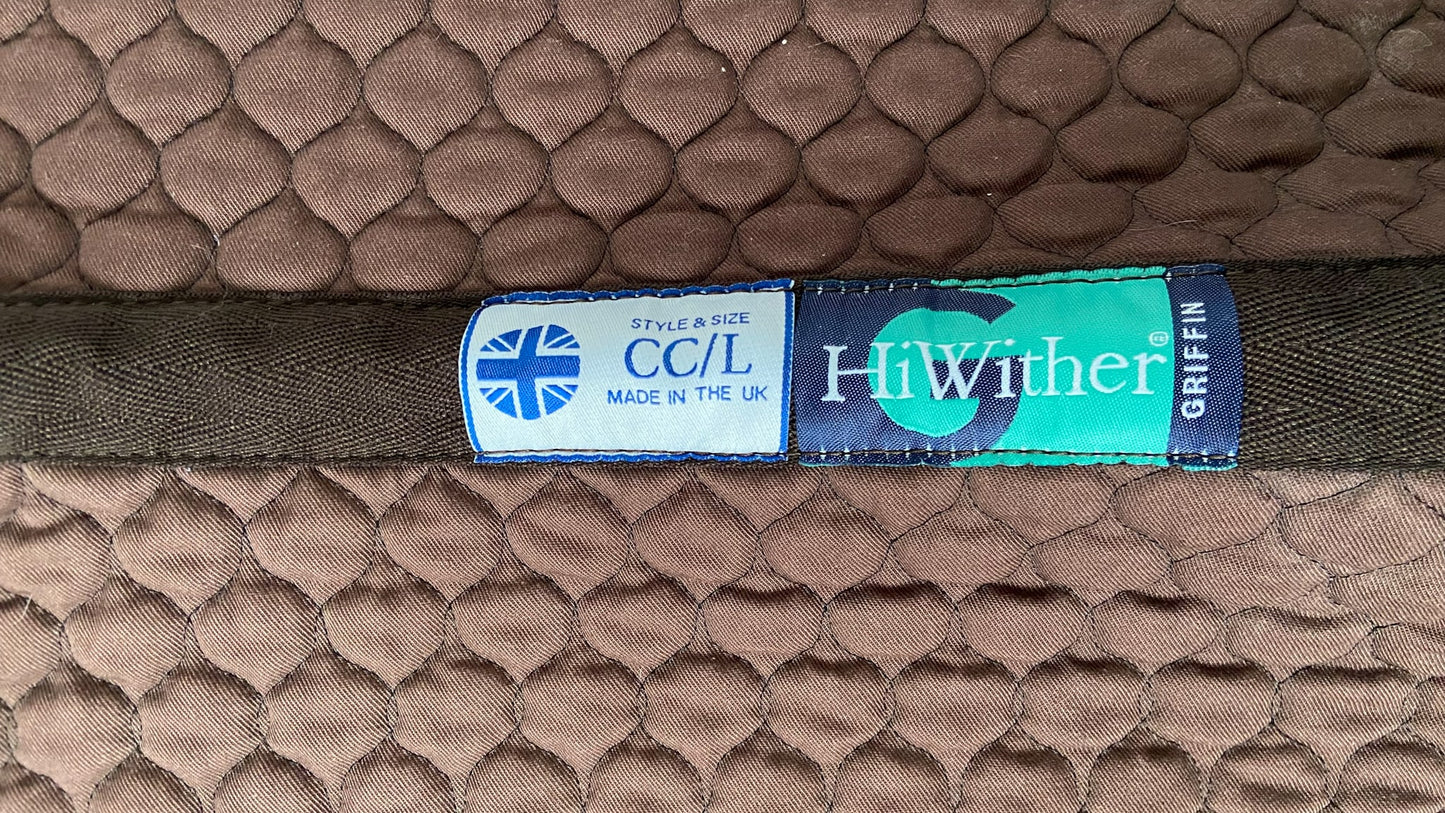 STYLE & SIZE
CC/L
MADE IN THE UK
HiWither®
GRIFFIN